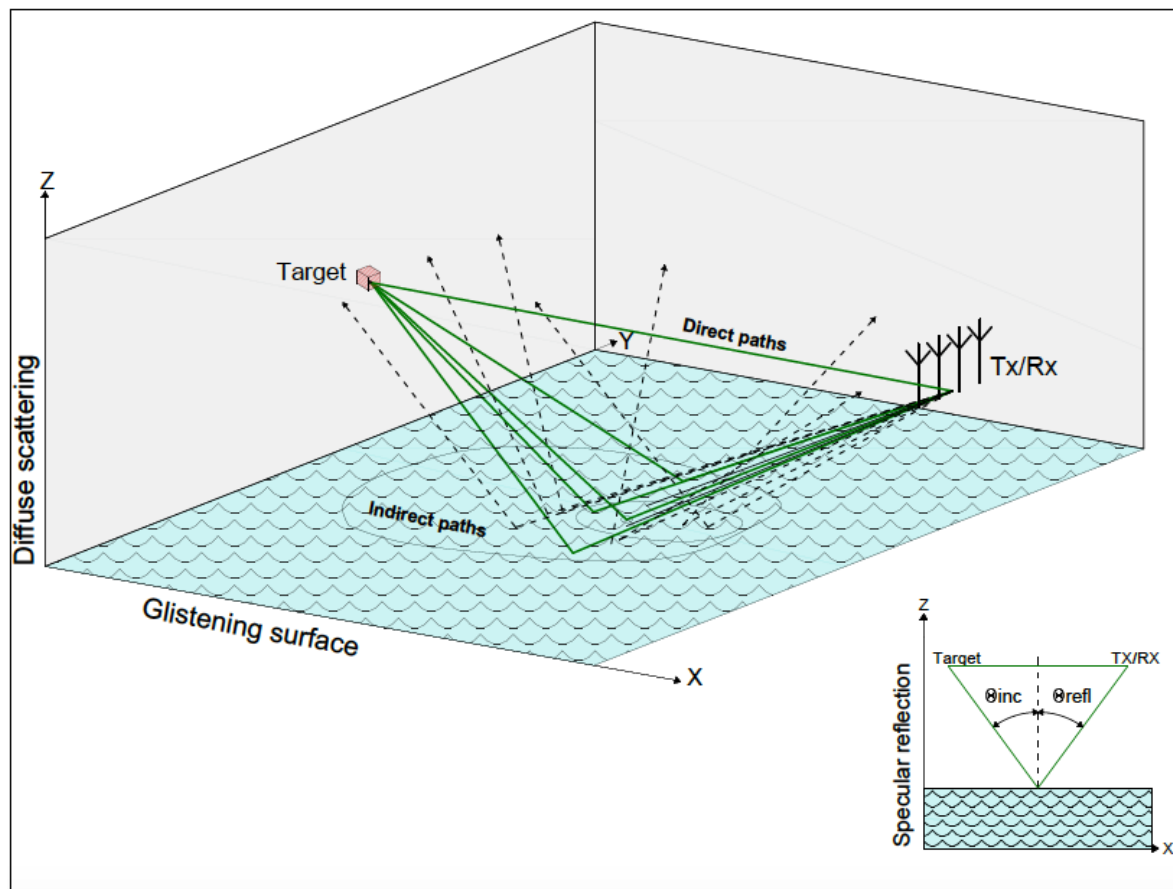 Z
Target
Direct paths
Y
Tx/Rx
Diffuse scattering
Indirect paths
Glistening surface
X
Z
Target
TX/RX
Θinc
Θrefl
Specular reflection
X